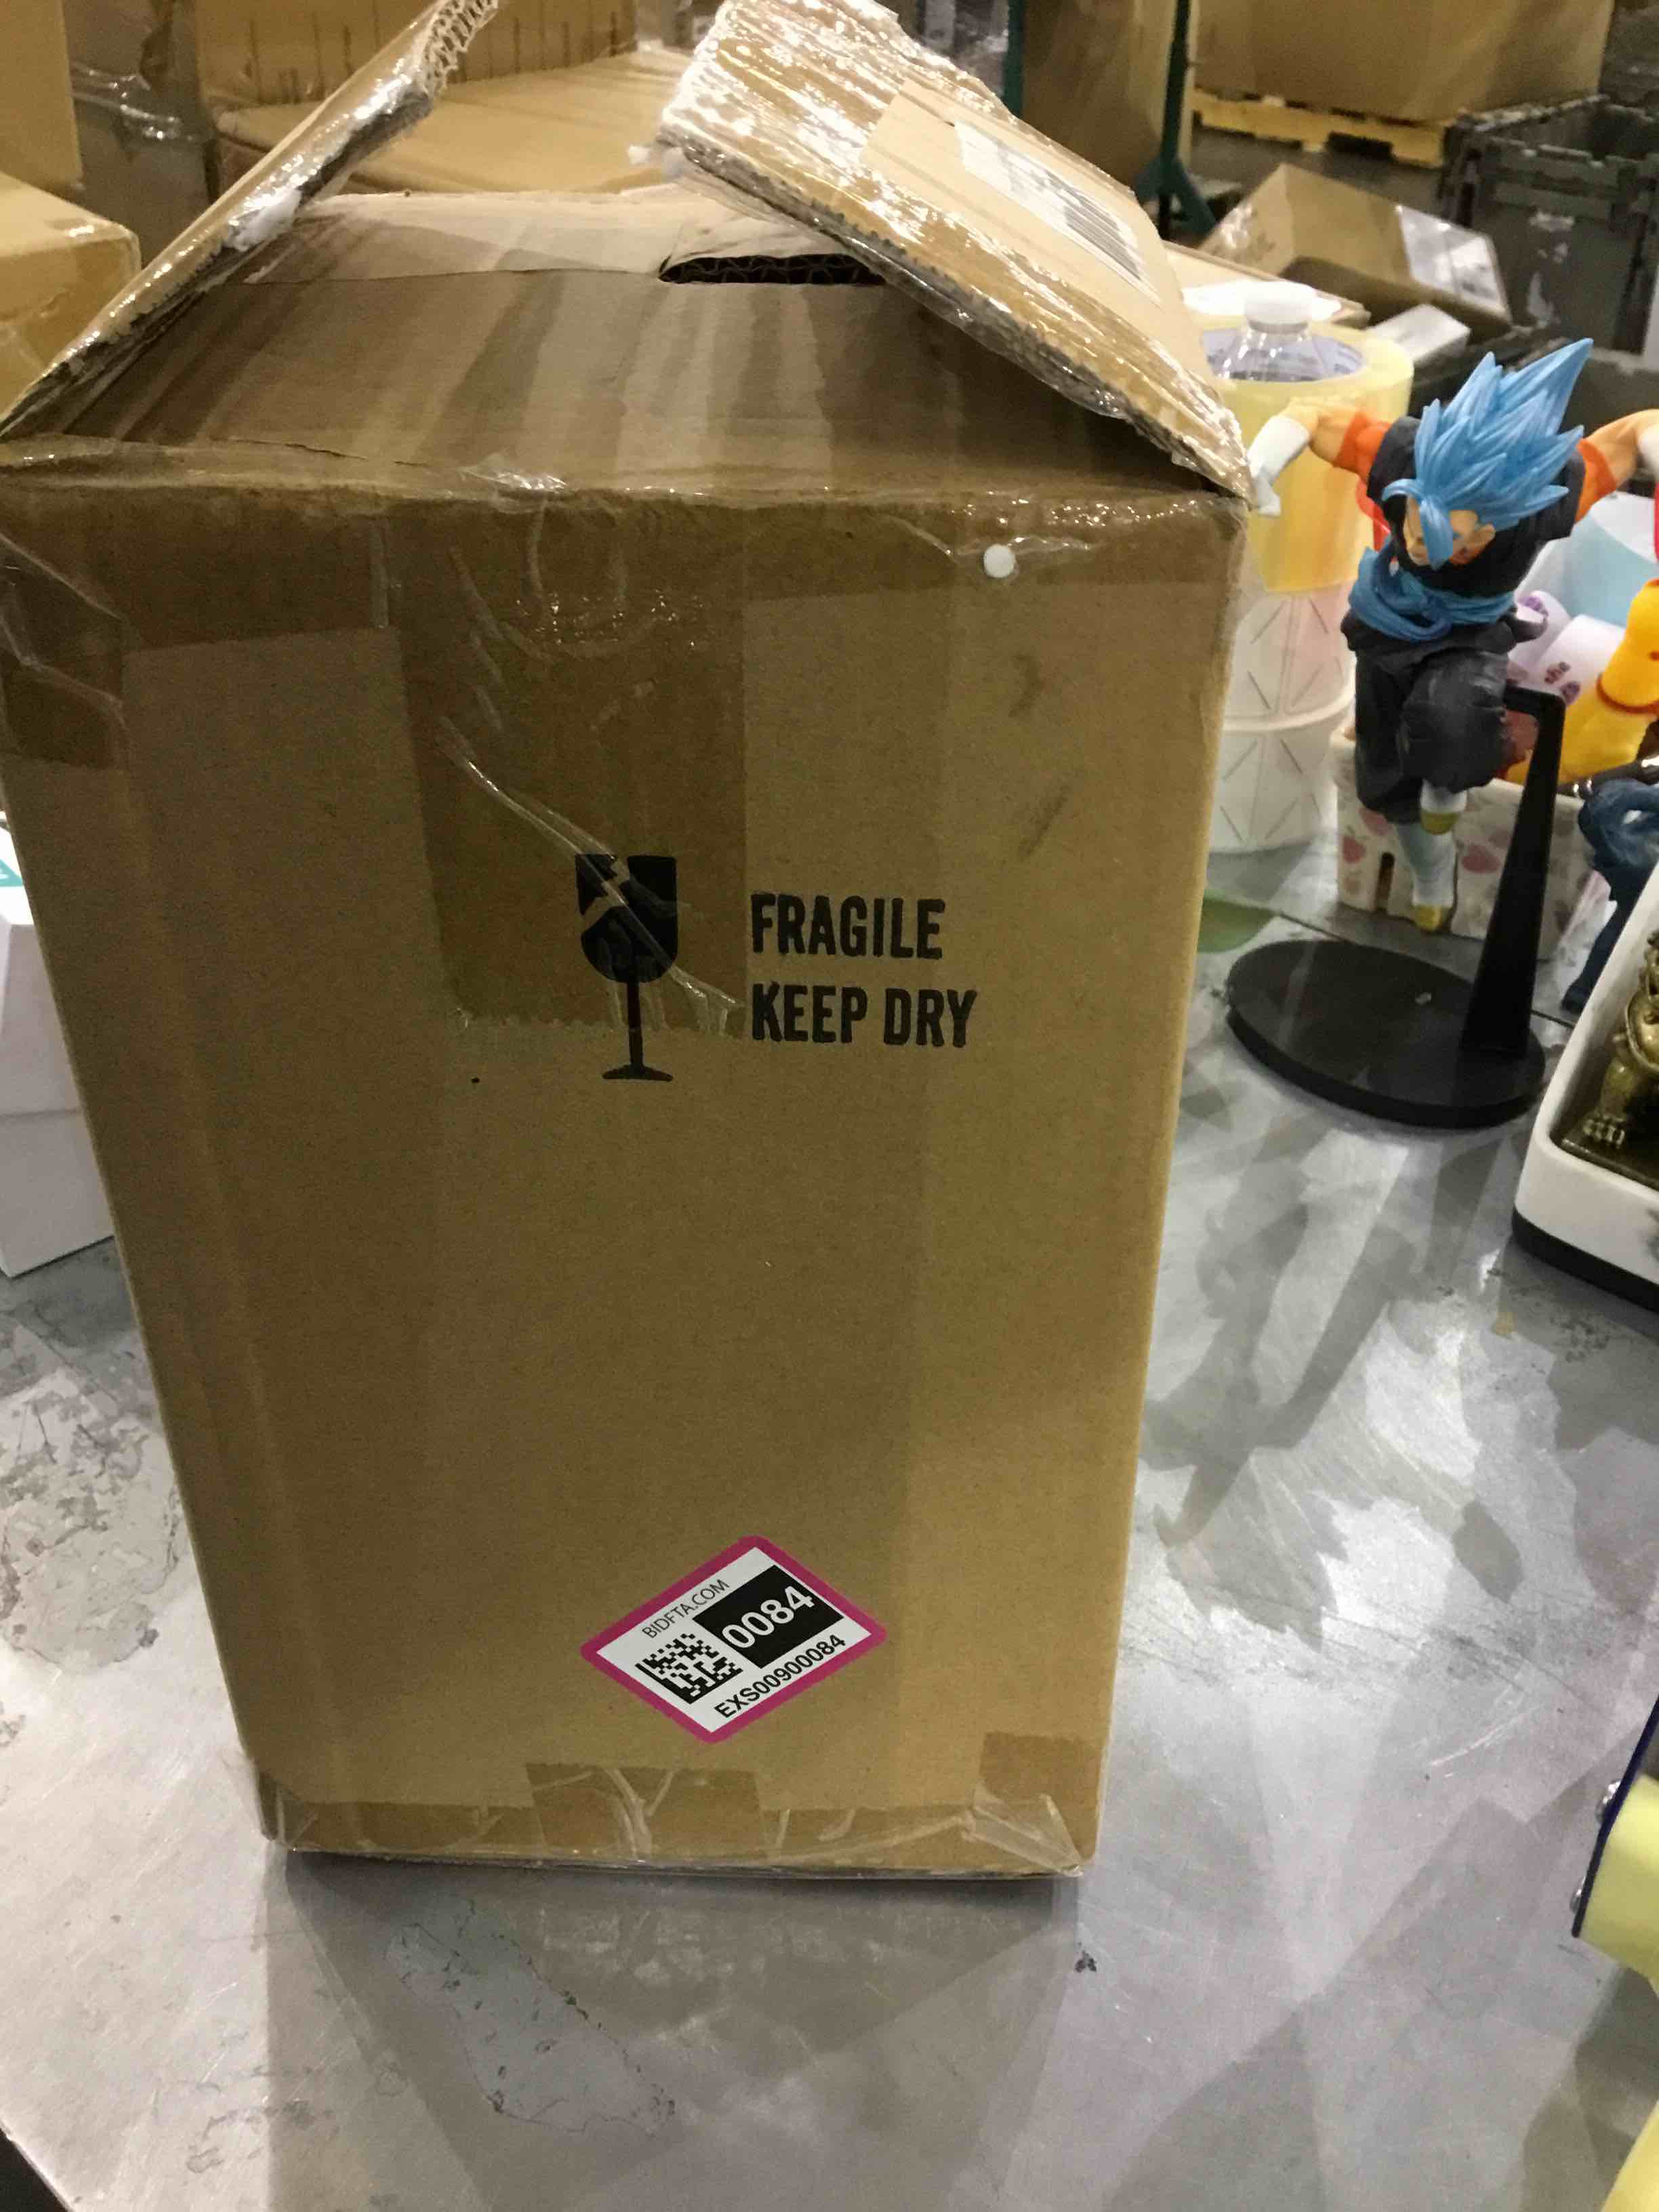 FRAGILE
KEEP DRY
BIDFTA.COM
0084
EXS00900084